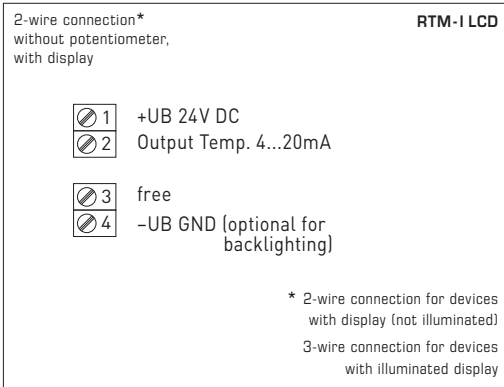 2-wire connection*
without potentiometer,
with display
RTM-I LCD
1 +UB 24V DC
2 Output Temp. 4...20mA
3 free
4 –UB GND (optional for
backlighting)
* 2-wire connection for devices
with display (not illuminated)
3-wire connection for devices
with illuminated display